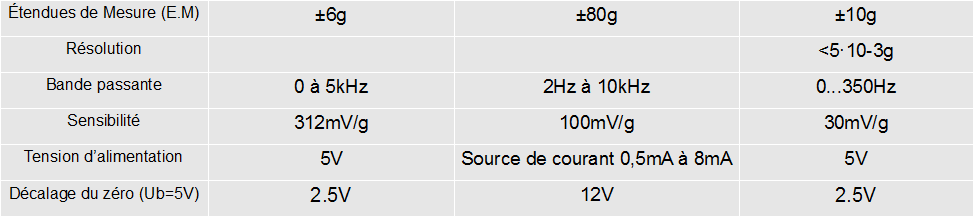 Étendues de Mesure (E.M) ±6g ±80g ±10g
Résolution <5·10-3g
Bande passante 0 à 5kHz 2Hz à 10kHz 0...350Hz
Sensibilité 312mV/g 100mV/g 30mV/g
Tension d'alimentation 5V Source de courant 0,5mA à 8mA 5V
Décalage du zéro (Ub=5V) 2.5V 12V 2.5V